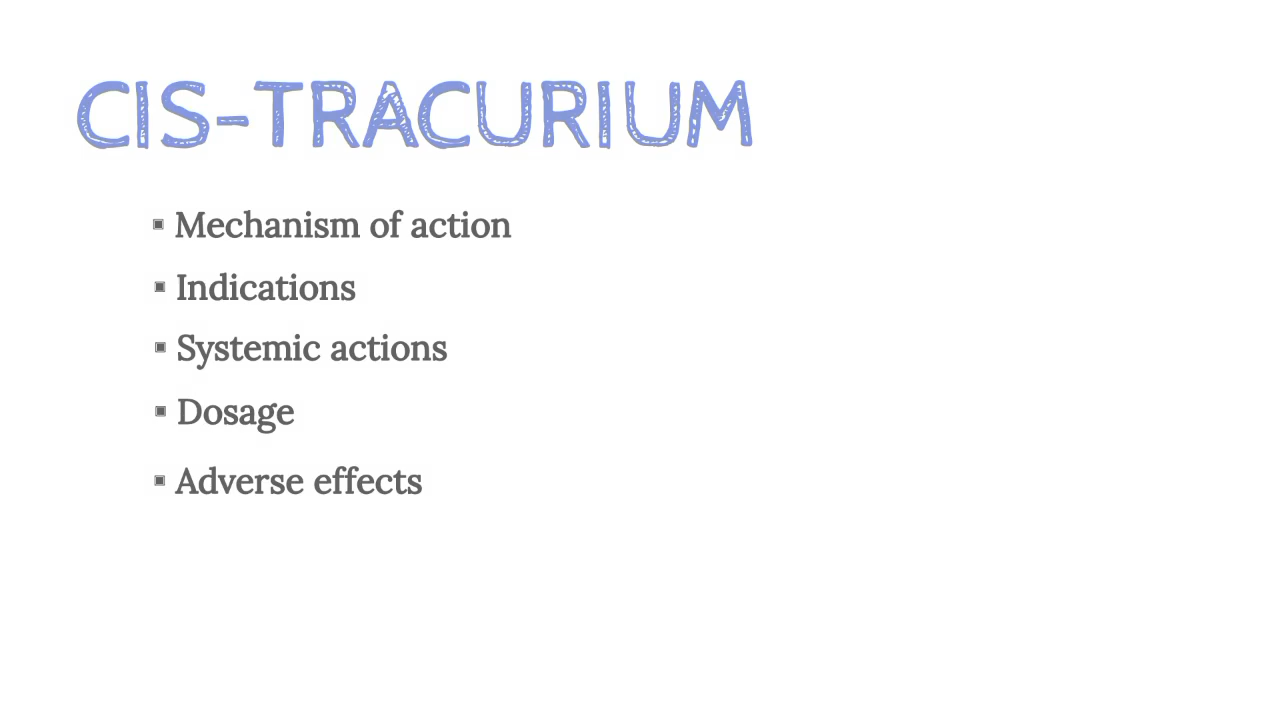 CIS-TRACURIUM
▣ Mechanism of action
▣ Indications
▣ Systemic actions
▣ Dosage
▣ Adverse effects